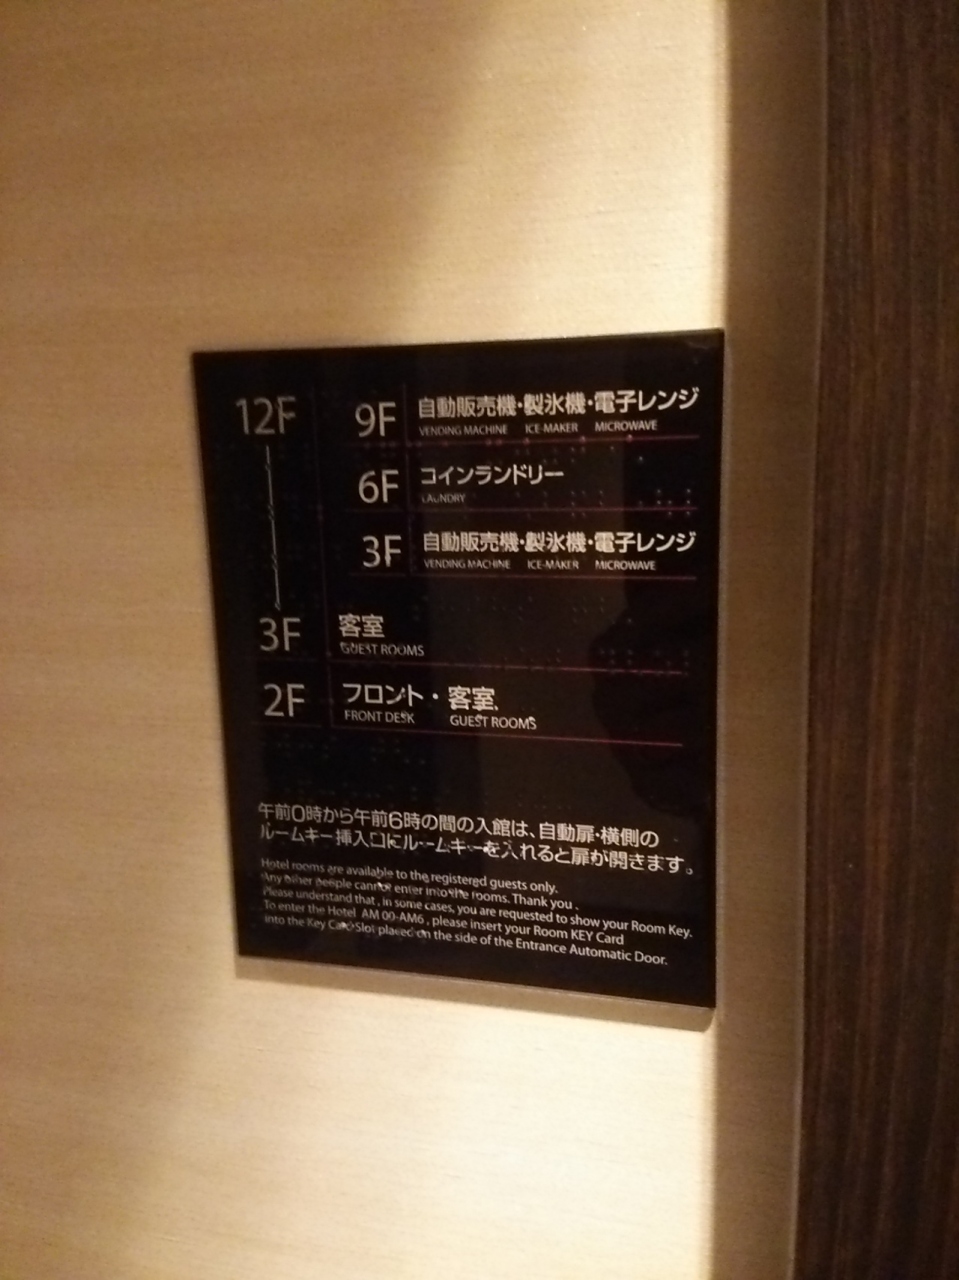 12F
9F 自動販売機・製氷機・電子レンジ
VENDING MACHINE ICE-MAKER MICROWAVE
6F コインランドリー
LAUNDRY
3F 自動販売機・製氷機・電子レンジ
VENDING MACHINE ICE-MAKER MICROWAVE
3F 客室
GUEST ROOMS
2F フロント・客室
FRONT DESK GUEST ROOMS
午前0時から午前6時の間の入館は、自動扉・横側の
ルームキー挿入口にルームキーを入れると扉が開きます。
Hotel rooms are available to the registered guests only.
Any other people cannot enter into the rooms. Thank you .
Please understand that , in some cases, you are requested to show your Room Key.
To enter the Hotel AM 00-AM6 , please insert your Room KEY Card
into the Key Card Slot placed on the side of the Entrance Automatic Door.